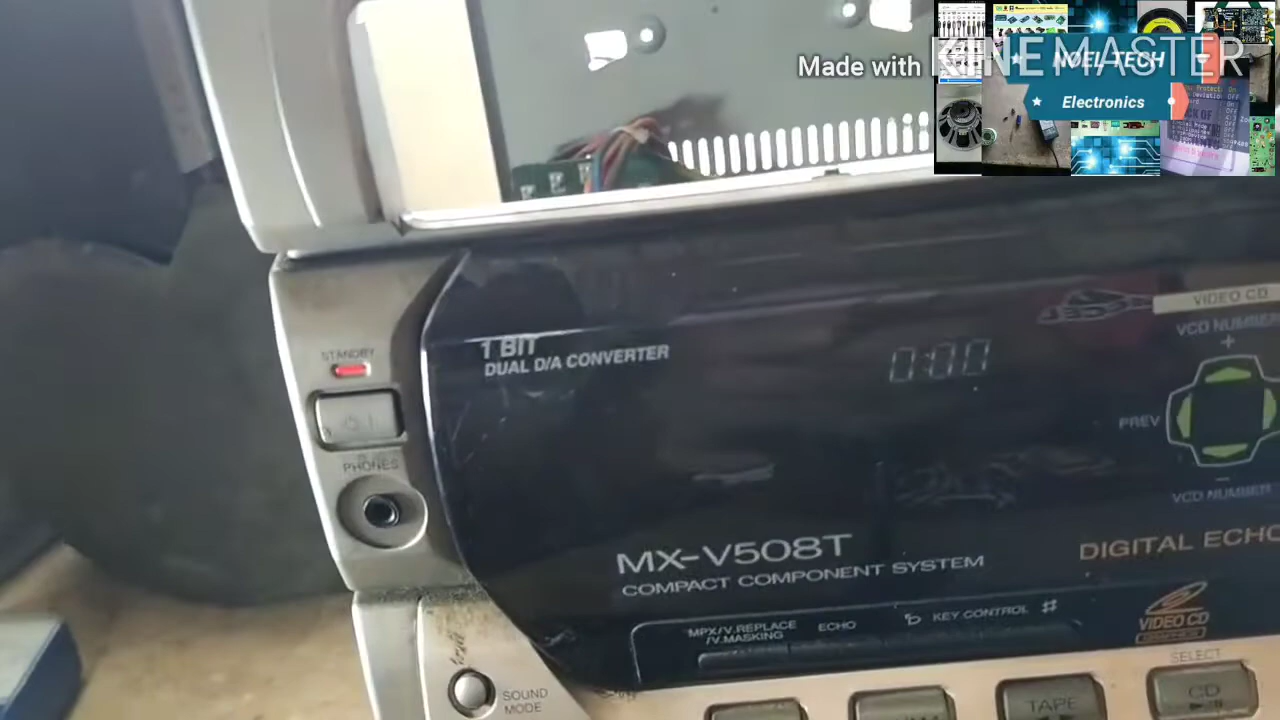 Made with KINEMASTER
NOEL TECH
Electronics
VIDEO CD
VCD NUMBER
+
1 BIT
DUAL D/A CONVERTER
0:00
STANDBY
PREV
PHONES
−
VCD NUMBER
MX-V508T
COMPACT COMPONENT SYSTEM
DIGITAL ECHO
MPX/V.REPLACE
/V.MASKING
ECHO
KEY CONTROL
VIDEO CD
SELECT
SOUND
MODE
TAPE
CD